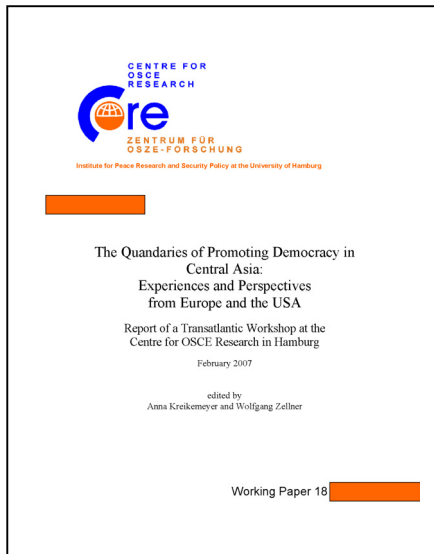 CENTRE FOR
OSCE
RESEARCH
Core
ZENTRUM FÜR
OSZE-FORSCHUNG
Institute for Peace Research and Security Policy at the University of Hamburg
The Quandaries of Promoting Democracy in
Central Asia:
Experiences and Perspectives
from Europe and the USA
Report of a Transatlantic Workshop at the
Centre for OSCE Research in Hamburg
February 2007
edited by
Anna Kreikemeyer and Wolfgang Zellner
Working Paper 18